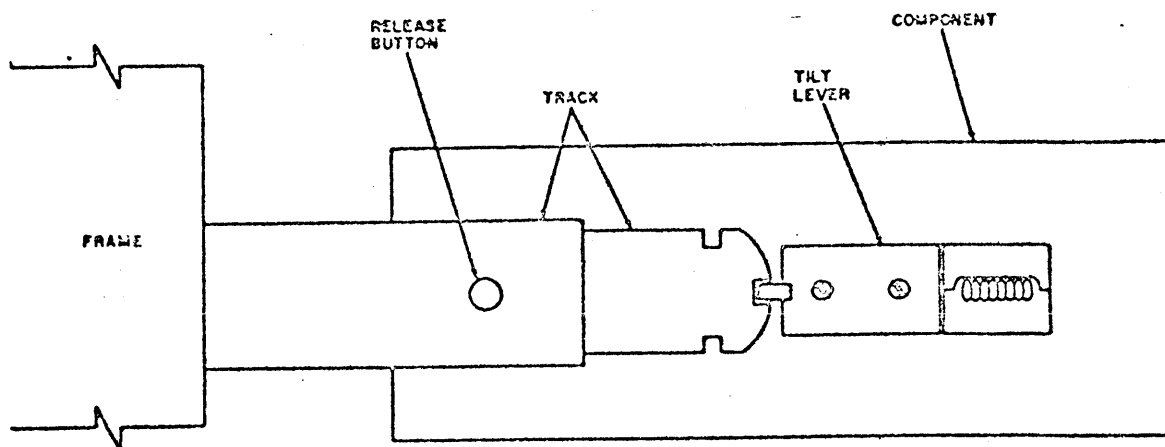 RELEASE
BUTTON
COMPONENT
TILT
LEVER
TRACK
FRAME